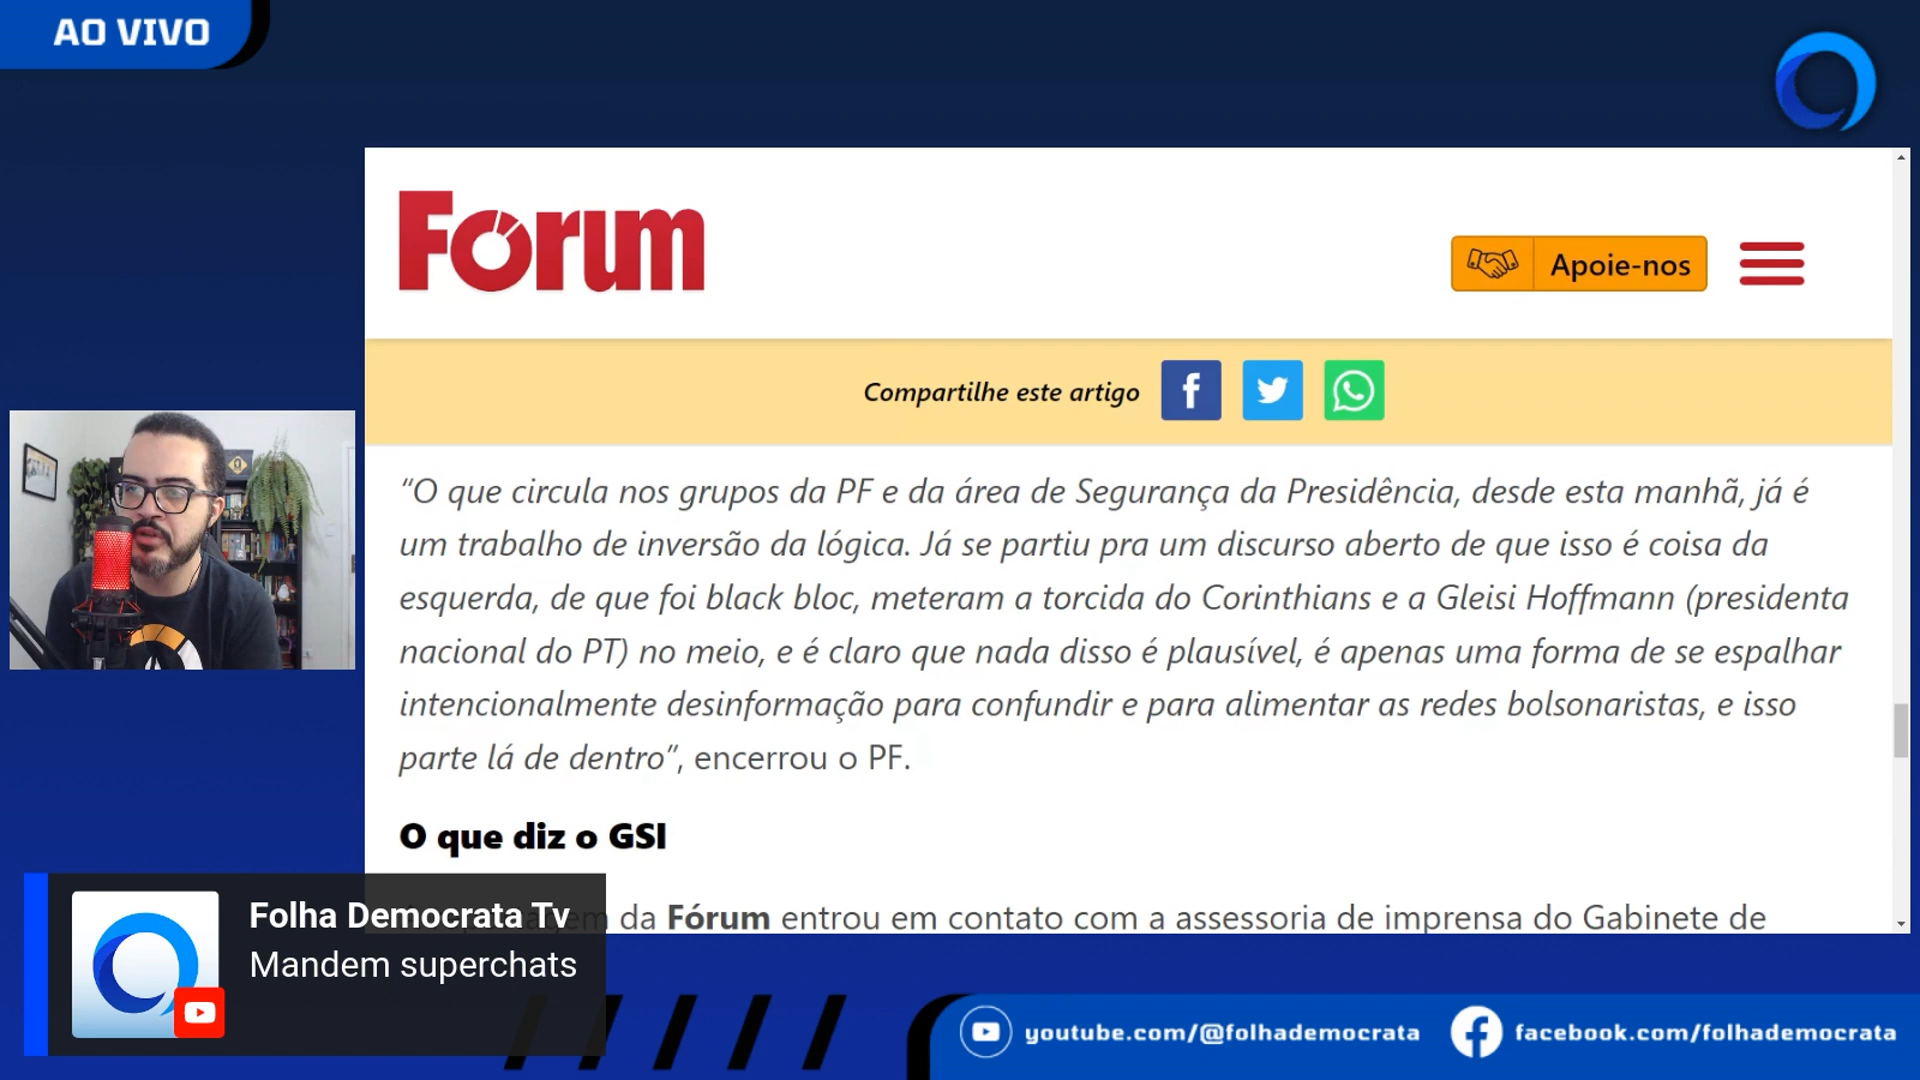 AO VIVO
Fórum
Apoie-nos
Compartilhe este artigo
“O que circula nos grupos da PF e da área de Segurança da Presidência, desde esta manhã, já é
um trabalho de inversão da lógica. Já se partiu pra um discurso aberto de que isso é coisa da
esquerda, de que foi black bloc, meteram a torcida do Corinthians e a Gleisi Hoffmann (presidenta
nacional do PT) no meio, e é claro que nada disso é plausível, é apenas uma forma de se espalhar
intencionalmente desinformação para confundir e para alimentar as redes bolsonaristas, e isso
parte lá de dentro”, encerrou o PF.
O que diz o GSI
da Fórum entrou em contato com a assessoria de imprensa do Gabinete de
Folha Democrata Tv
Mandem superchats
youtube.com/@folhademocrata
facebook.com/folhademocrata